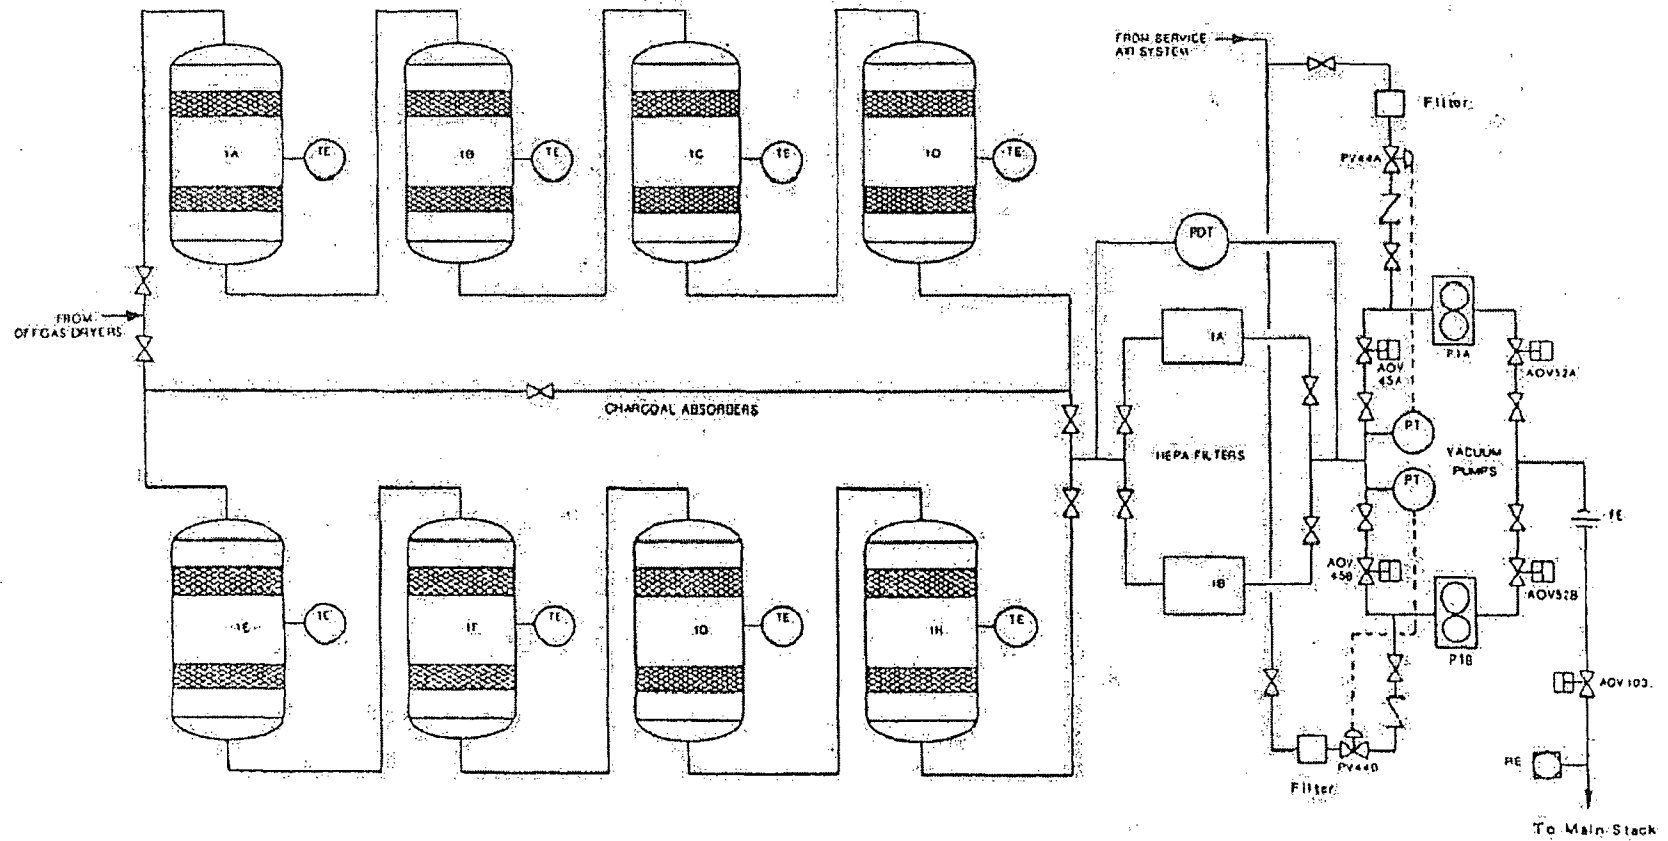 FROM SERVICE
AXI SYSTEM
Filter
1A
TE
1B
TE
1C
TE
1D
TE
PV44A
PDT
FROM
OFFGAS DRYERS
1A
P1A
AOV
45A
AOV52A
CHARCOAL ABSORDERS
PT
HEPA FILTERS
VACUUM
PUMPS
PT
FE
1E
TE
1F
TE
1G
TE
1H
TE
1B
AOV
45B
AOV52B
P1B
AOV103
PV44B
RE
Filter
To Main Stack